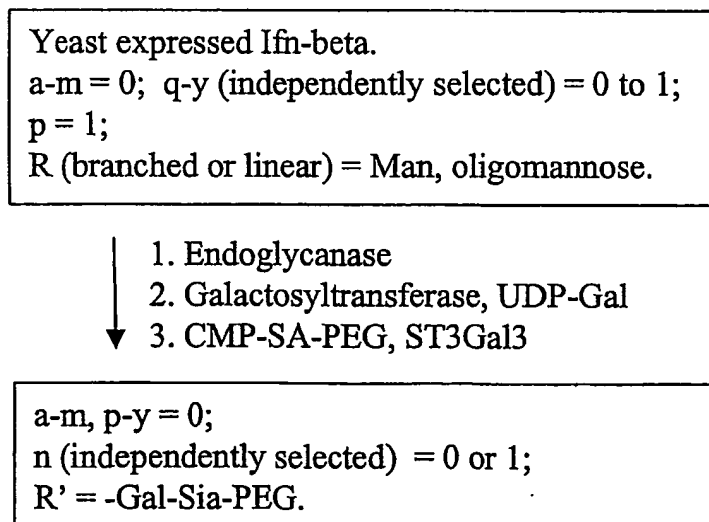 Yeast expressed Ifn-beta.
a-m = 0; q-y (independently selected) = 0 to 1;
p = 1;
R (branched or linear) = Man, oligomannose.
1. Endoglycanase
2. Galactosyltransferase, UDP-Gal
3. CMP-SA-PEG, ST3Gal3
a-m, p-y = 0;
n (independently selected) = 0 or 1;
R' = -Gal-Sia-PEG.